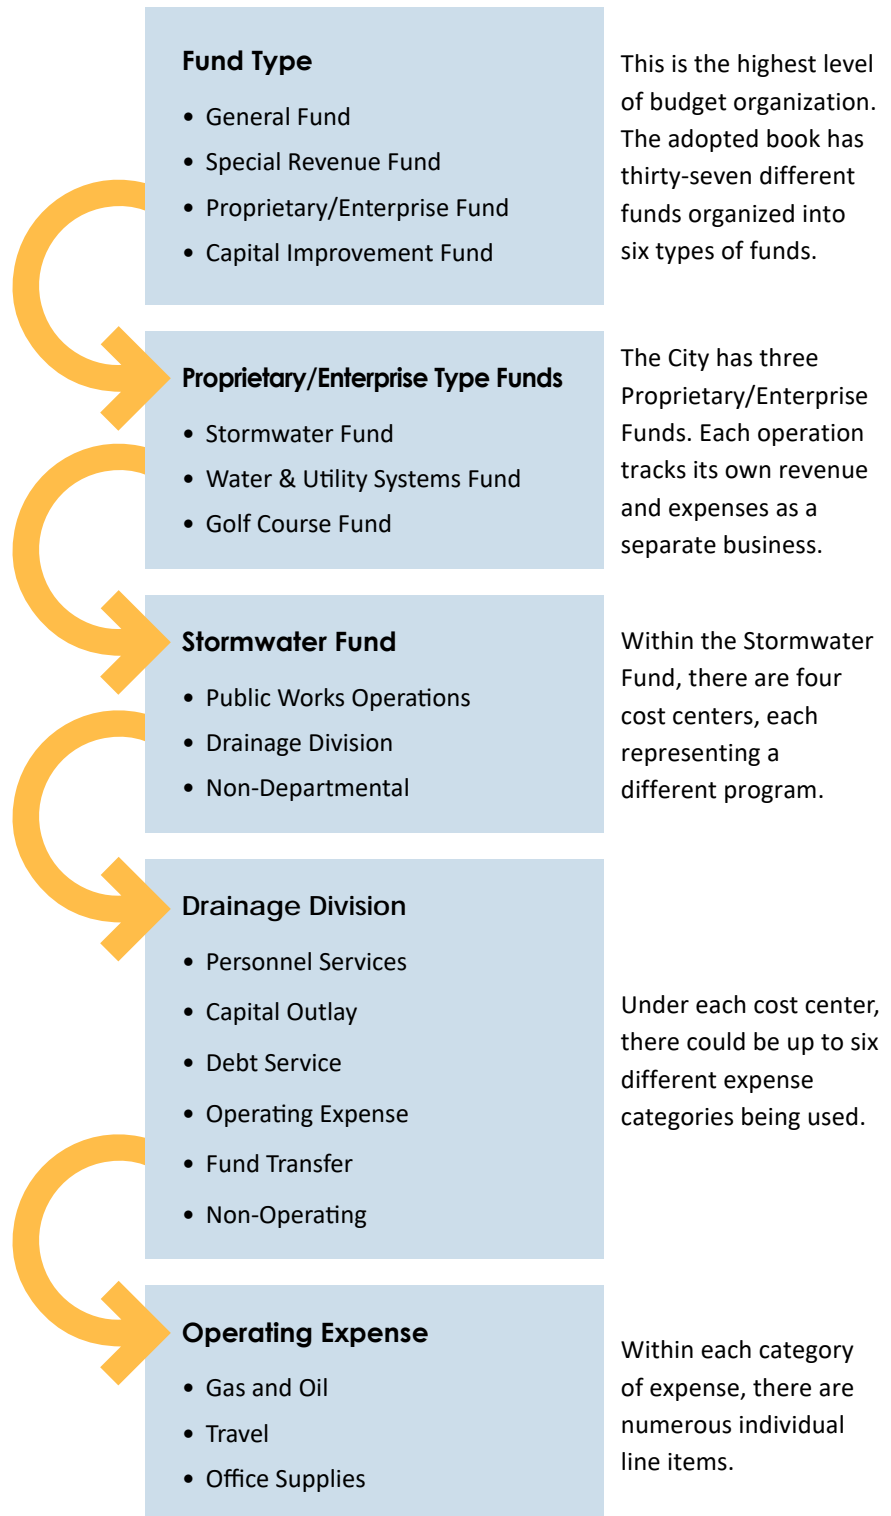 Fund Type
• General Fund
• Special Revenue Fund
• Proprietary/Enterprise Fund
• Capital Improvement Fund
This is the highest level
of budget organization.
The adopted book has
thirty-seven different
funds organized into
six types of funds.
Proprietary/Enterprise Type Funds
• Stormwater Fund
• Water & Utility Systems Fund
• Golf Course Fund
The City has three
Proprietary/Enterprise
Funds. Each operation
tracks its own revenue
and expenses as a
separate business.
Stormwater Fund
• Public Works Operations
• Drainage Division
• Non-Departmental
Within the Stormwater
Fund, there are four
cost centers, each
representing a
different program.
Drainage Division
• Personnel Services
• Capital Outlay
• Debt Service
• Operating Expense
• Fund Transfer
• Non-Operating
Under each cost center,
there could be up to six
different expense
categories being used.
Operating Expense
• Gas and Oil
• Travel
• Office Supplies
Within each category
of expense, there are
numerous individual
line items.